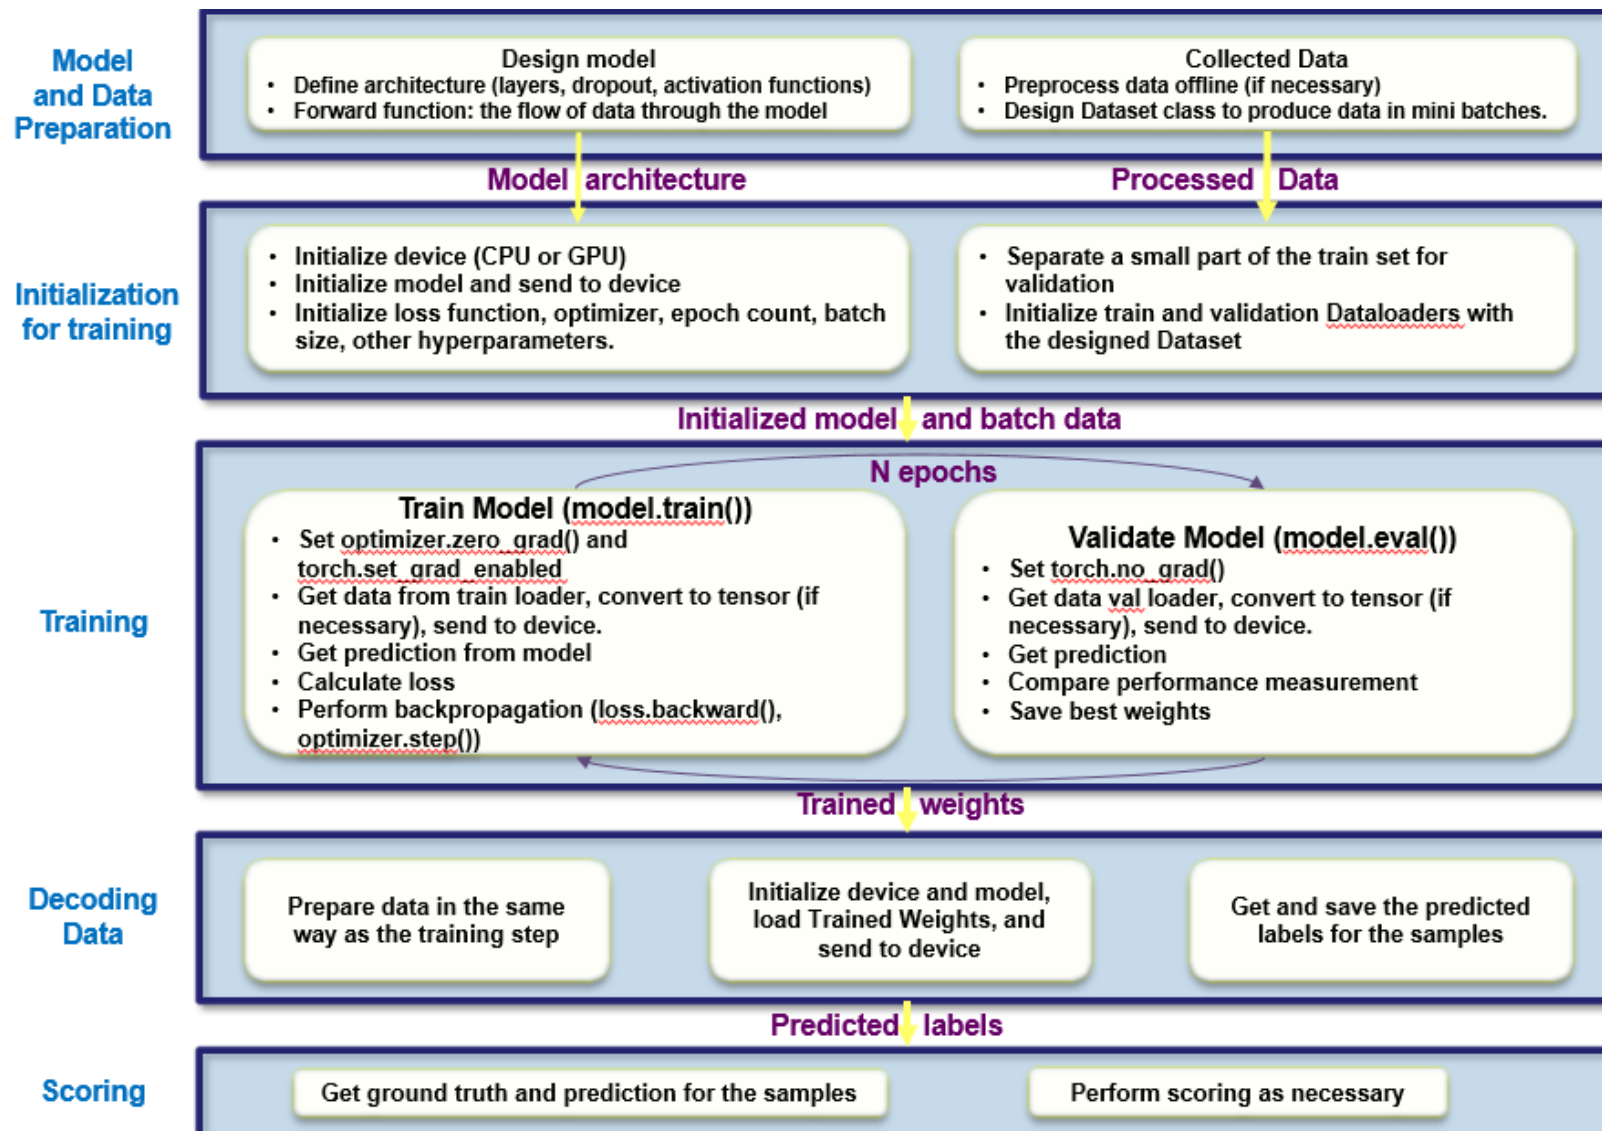 Model
and Data
Preparation
Design model
• Define architecture (layers, dropout, activation functions)
• Forward function: the flow of data through the model
Collected Data
• Preprocess data offline (if necessary)
• Design Dataset class to produce data in mini batches.
Model architecture
Processed Data
Initialization
for training
• Initialize device (CPU or GPU)
• Initialize model and send to device
• Initialize loss function, optimizer, epoch count, batch
size, other hyperparameters.
• Separate a small part of the train set for
validation
• Initialize train and validation Dataloaders with
the designed Dataset
Initialized model and batch data
Training
N epochs
Train Model (model.train())
• Set optimizer.zero_grad() and
torch.set_grad_enabled
• Get data from train loader, convert to tensor (if
necessary), send to device.
• Get prediction from model
• Calculate loss
• Perform backpropagation (loss.backward(),
optimizer.step())
Validate Model (model.eval())
• Set torch.no_grad()
• Get data val loader, convert to tensor (if
necessary), send to device.
• Get prediction
• Compare performance measurement
• Save best weights
Trained weights
Decoding
Data
Prepare data in the same
way as the training step
Initialize device and model,
load Trained Weights, and
send to device
Get and save the predicted
labels for the samples
Predicted labels
Scoring
Get ground truth and prediction for the samples
Perform scoring as necessary